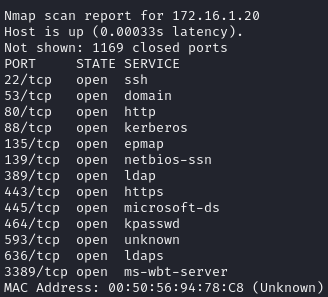 Nmap scan report for 172.16.1.20
Host is up (0.00033s latency).
Not shown: 1169 closed ports
PORT     STATE SERVICE
22/tcp   open  ssh
53/tcp   open  domain
80/tcp   open  http
88/tcp   open  kerberos
135/tcp  open  epmap
139/tcp  open  netbios-ssn
389/tcp  open  ldap
443/tcp  open  https
445/tcp  open  microsoft-ds
464/tcp  open  kpasswd
593/tcp  open  unknown
636/tcp  open  ldaps
3389/tcp open  ms-wbt-server
MAC Address: 00:50:56:94:78:C8 (Unknown)